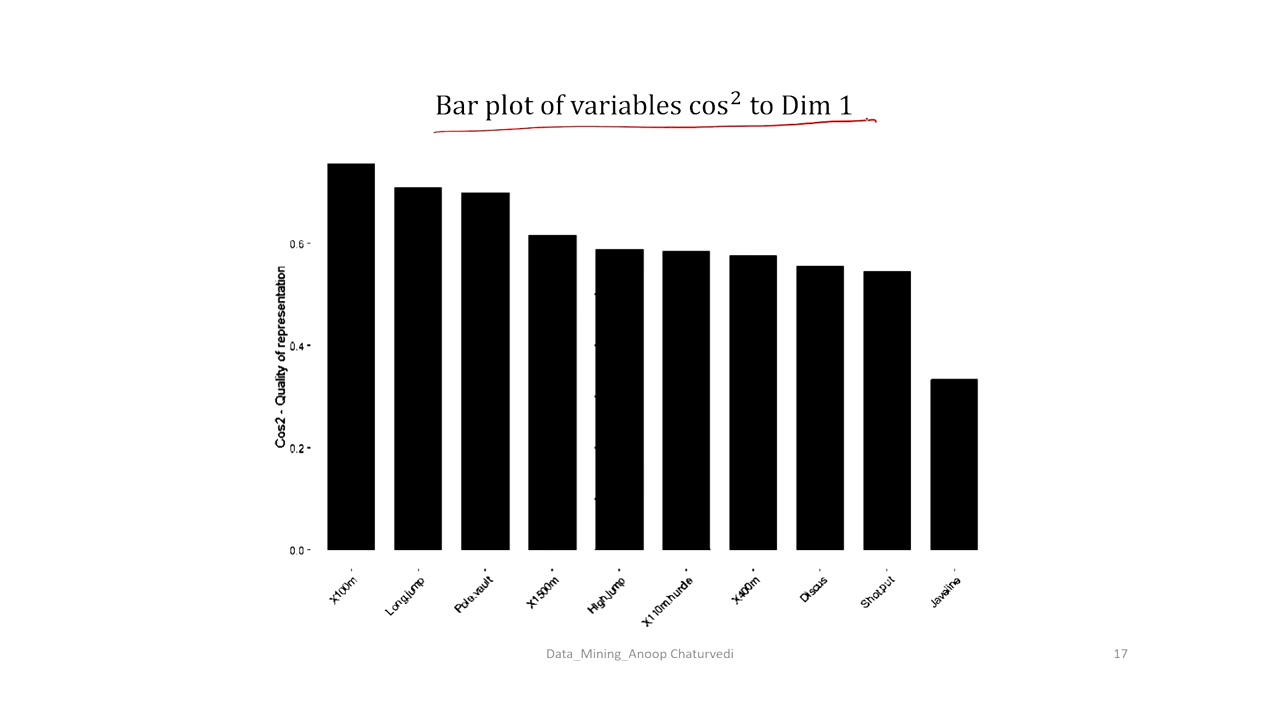 Bar plot of variables cos² to Dim 1
Cos2 - Quality of representation
0.6
0.4
0.2
0.0
X100m
Long.jump
Pole.vault
X1500m
High.jump
X110m.hurdle
X400m
Discus
Shot.put
Javeline
Data_Mining_Anoop Chaturvedi
17